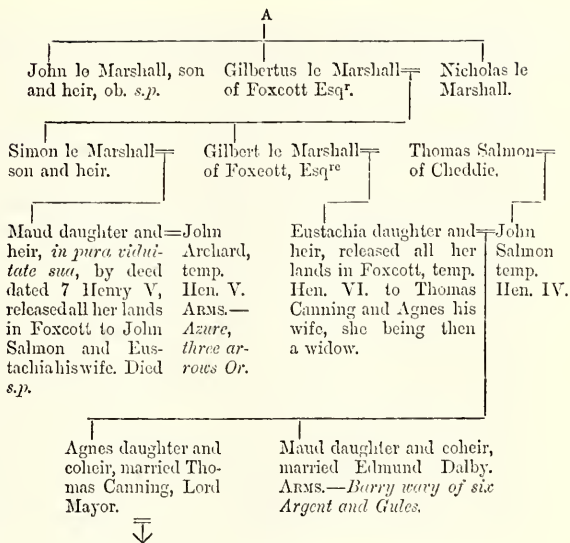 A
John le Marshall, son
and heir, ob. s.p.
Gilbertus le Marshall
of Foxcott Esqr.
Nicholas le
Marshall.
Simon le Marshall
son and heir.
Gilbert le Marshall
of Foxcott, Esqre
Thomas Salmon
of Cheddie.
Maud daughter and
heir, in pura vidui-
tate sua, by deed
dated 7 Henry V,
released all her lands
in Foxcott to John
Salmon and Eus-
tachia his wife. Died
s.p.
John
Archard,
temp.
Hen. V.
ARMS.—
Azure,
three ar-
rows Or.
Eustachia daughter and
heir, released all her
lands in Foxcott, temp.
Hen. VI. to Thomas
Canning and Agnes his
wife, she being then
a widow.
John
Salmon
temp.
Hen. IV.
Agnes daughter and
coheir, married Tho-
mas Canning, Lord
Mayor.
Maud daughter and coheir,
married Edmund Dalby.
ARMS.—Barry wavy of six
Argent and Gules.